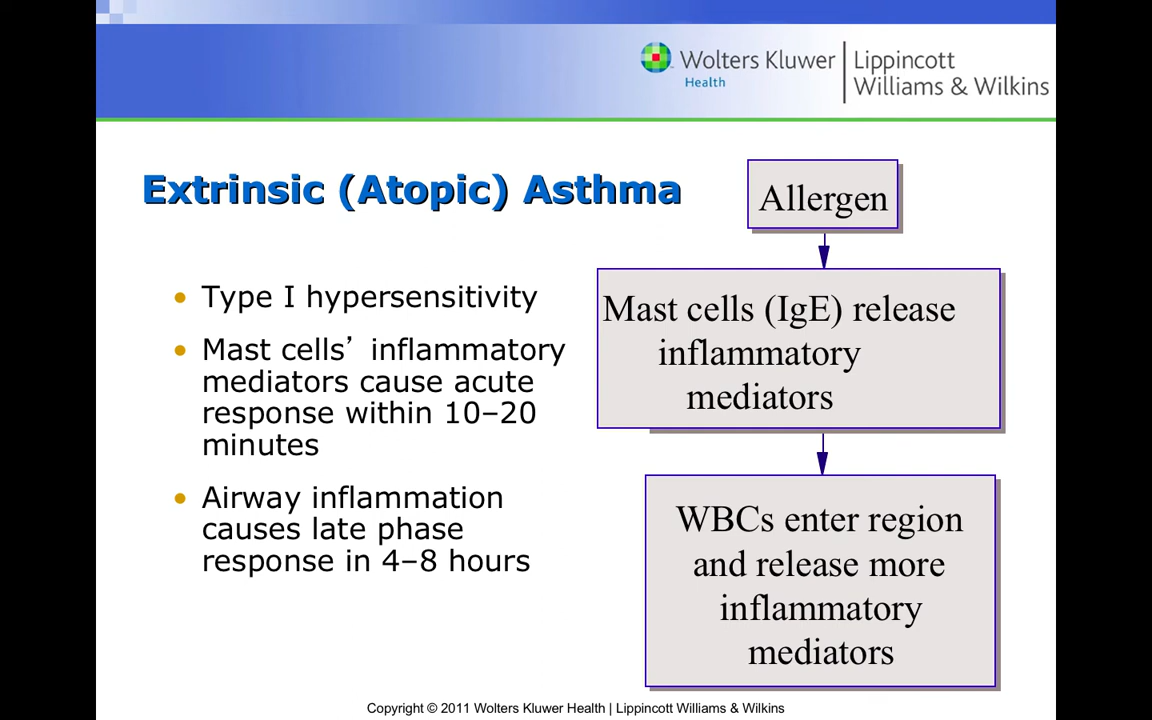 Wolters Kluwer
Health
Lippincott
Williams & Wilkins
Extrinsic (Atopic) Asthma
• Type I hypersensitivity
• Mast cells’ inflammatory
mediators cause acute
response within 10–20
minutes
• Airway inflammation
causes late phase
response in 4–8 hours
Allergen
Mast cells (IgE) release
inflammatory
mediators
WBCs enter region
and release more
inflammatory
mediators
Copyright © 2011 Wolters Kluwer Health | Lippincott Williams & Wilkins